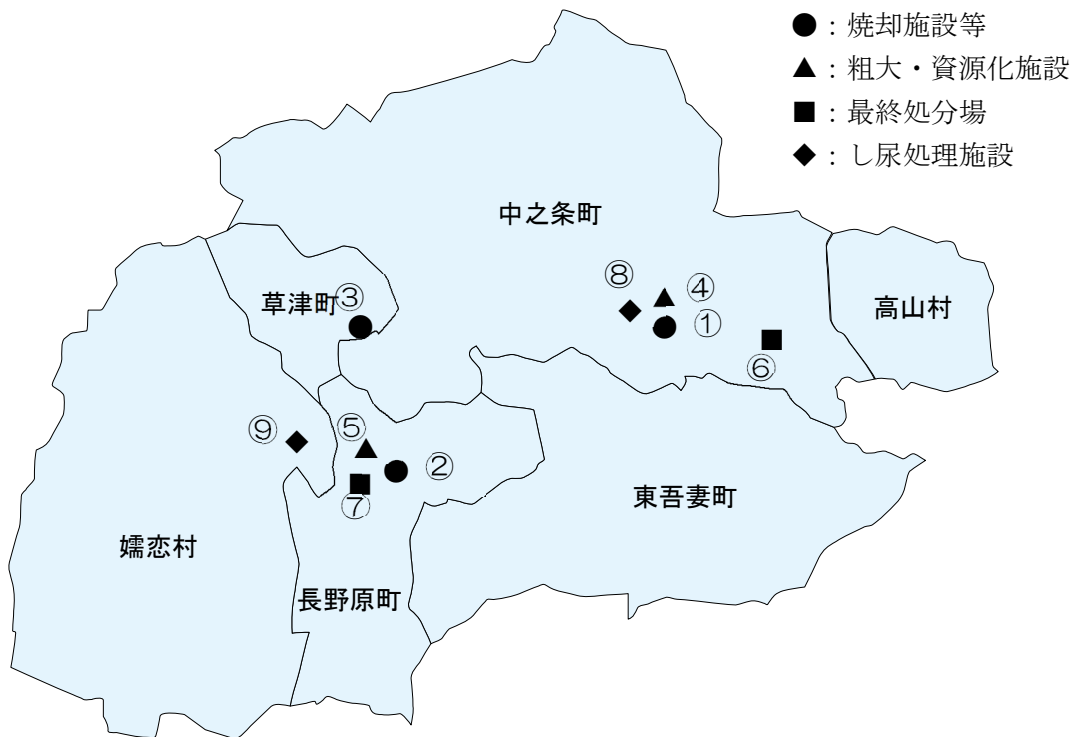 ●：焼却施設等
▲：粗大・資源化施設
■：最終処分場
◆：し尿処理施設
中之条町
草津町
③
⑧
④
①
高山村
⑥
⑨
⑤
②
⑦
東吾妻町
嬬恋村
長野原町